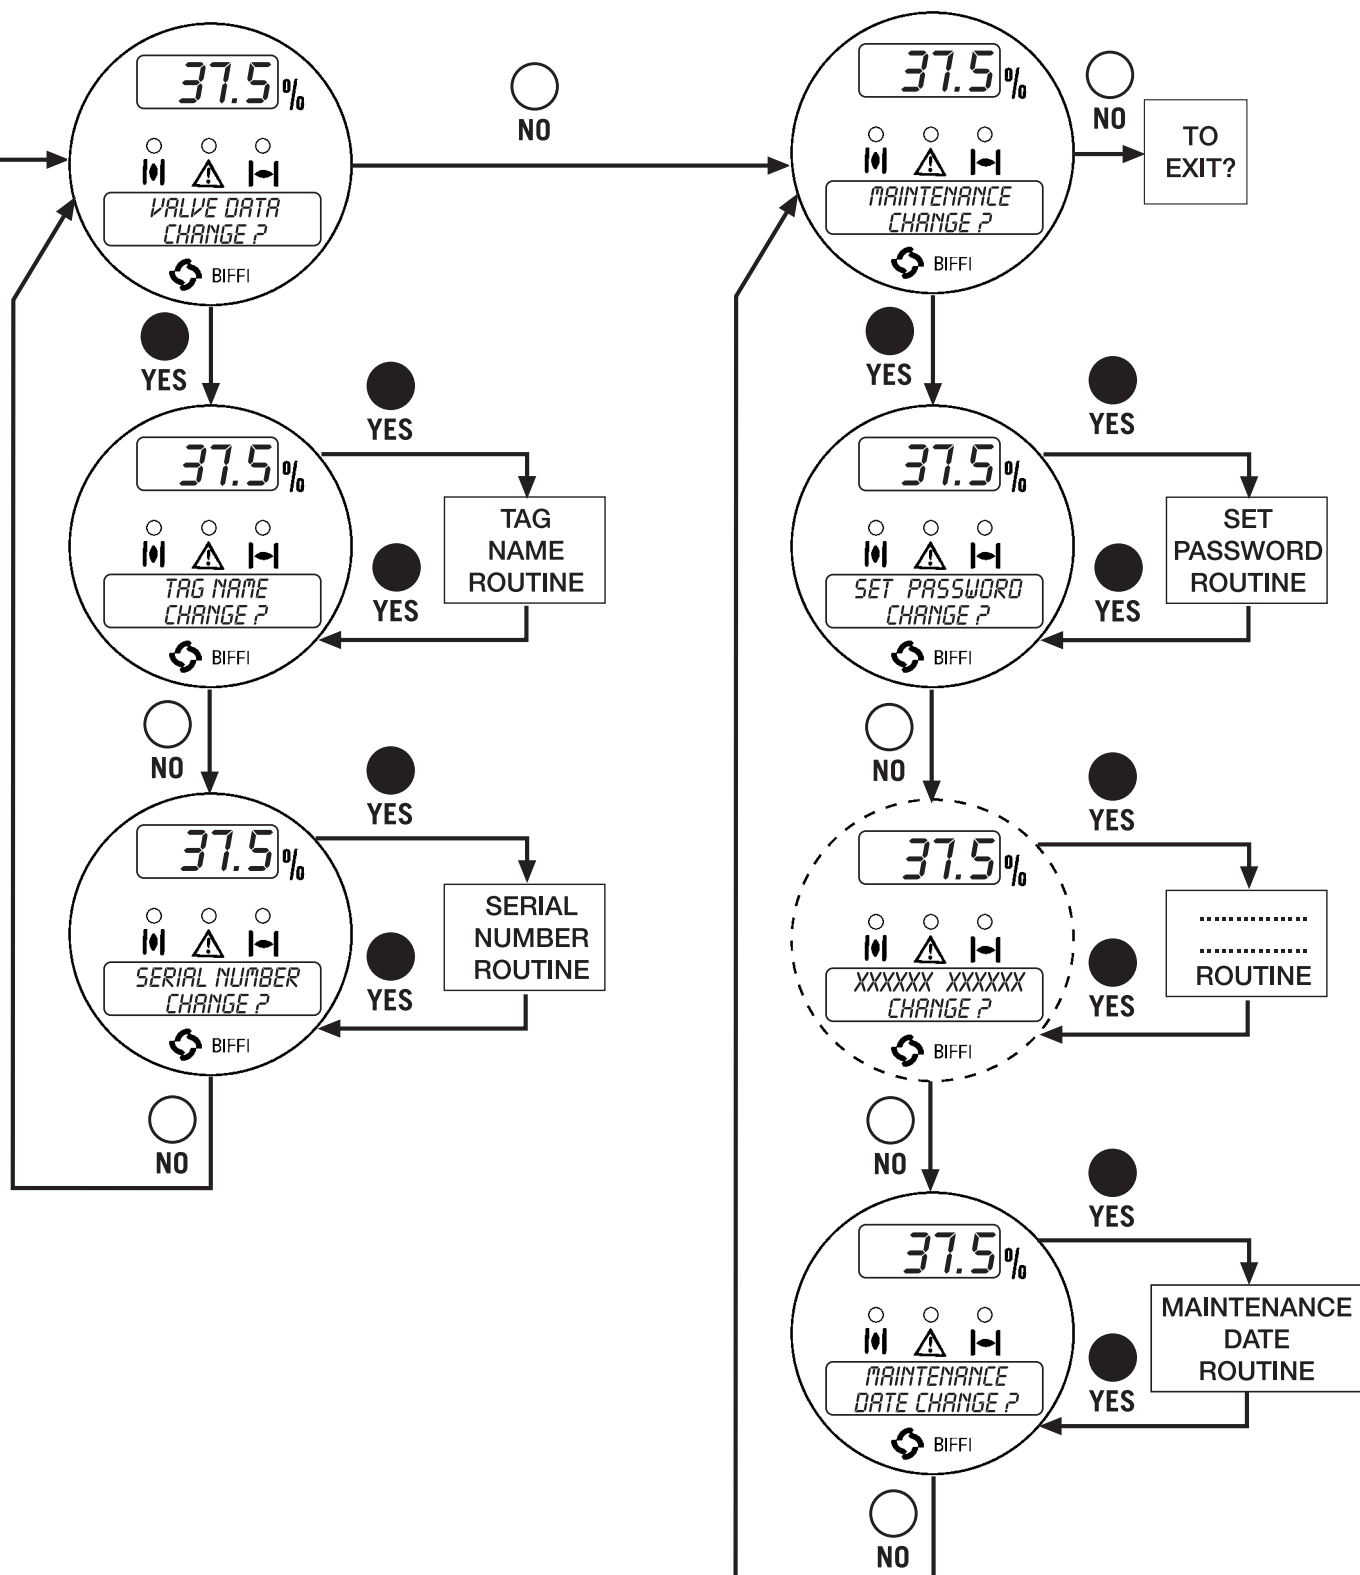 37.5%
VALVE DATA
CHANGE ?
BIFFI
NO
37.5%
MAINTENANCE
CHANGE ?
BIFFI
NO
TO
EXIT?
YES
37.5%
TAG NAME
CHANGE ?
BIFFI
YES
TAG
NAME
ROUTINE
YES
NO
37.5%
SERIAL NUMBER
CHANGE ?
BIFFI
YES
SERIAL
NUMBER
ROUTINE
YES
NO
YES
37.5%
SET PASSWORD
CHANGE ?
BIFFI
YES
SET
PASSWORD
ROUTINE
YES
NO
37.5%
XXXXXX XXXXXX
CHANGE ?
BIFFI
YES
..............
..............
ROUTINE
YES
NO
37.5%
MAINTENANCE
DATE CHANGE ?
BIFFI
YES
MAINTENANCE
DATE
ROUTINE
YES
NO